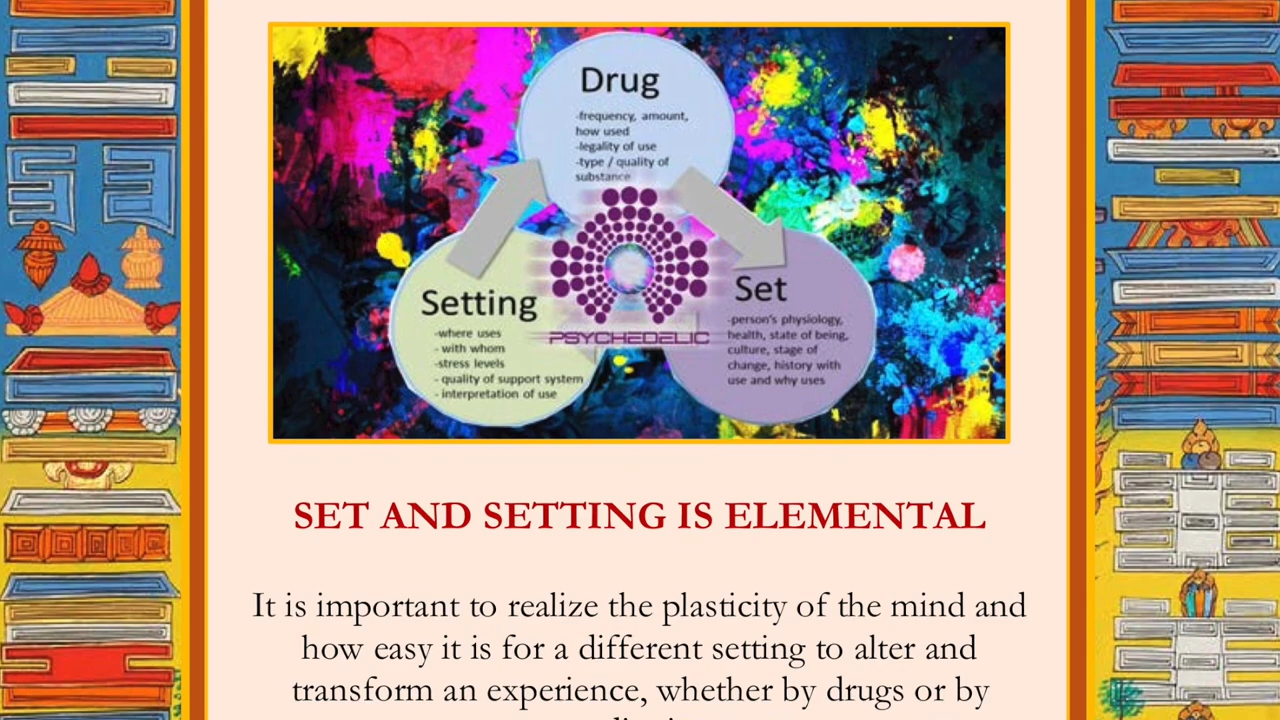 Drug
-frequency, amount,
how used
-legality of use
-type / quality of
substance
Setting
-where uses
- with whom
-stress levels
- quality of support system
- interpretation of use
PSYCHEDELIC
Set
-person's physiology,
health, state of being,
culture, stage of
change, history with
use and why uses
SET AND SETTING IS ELEMENTAL
It is important to realize the plasticity of the mind and
how easy it is for a different setting to alter and
transform an experience, whether by drugs or by